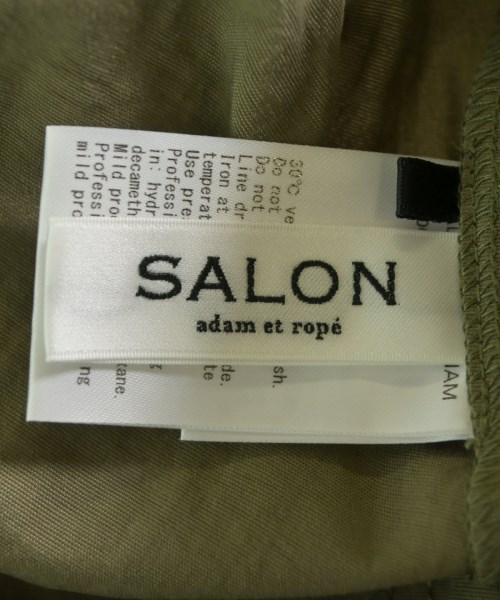 SALON
adam et ropé
30℃ ve
Do not
Do not
Line dr
Iron at
temperat
Use pre
Professi
in: hydr
decameth
Mild pro
Professi
mild pro
sh.
de.
te
tane.
ng
IAM